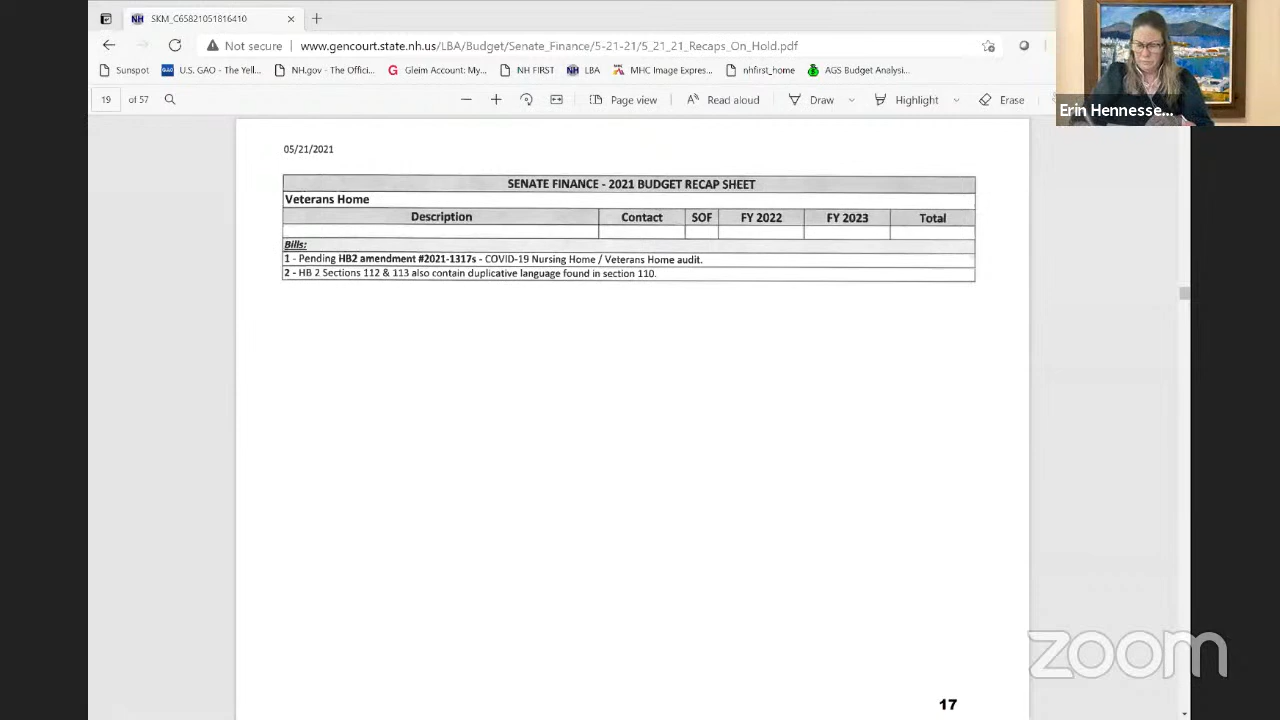 NH SKM_C65821051816410
Not secure www.gencourt.state.nh.us/LBA/Budget/Senate_Finance/5-21-21/5_21_21_Recaps_On_Hold.pdf
Sunspot GAO U.S. GAO - The Yell... NH.gov - The Offici... G Gleim Account: My... NH FIRST NH LBA MHC Image Expres... nhfirst_home AGS Budget Analysi...
19 of 57 Page view Read aloud Draw Highlight Erase
Erin Hennesse...
05/21/2021
SENATE FINANCE - 2021 BUDGET RECAP SHEET
Veterans Home
Description Contact SOF FY 2022 FY 2023 Total
Bills:
1 - Pending HB2 amendment #2021-1317s - COVID-19 Nursing Home / Veterans Home audit.
2 - HB 2 Sections 112 & 113 also contain duplicative language found in section 110.
zoom
17